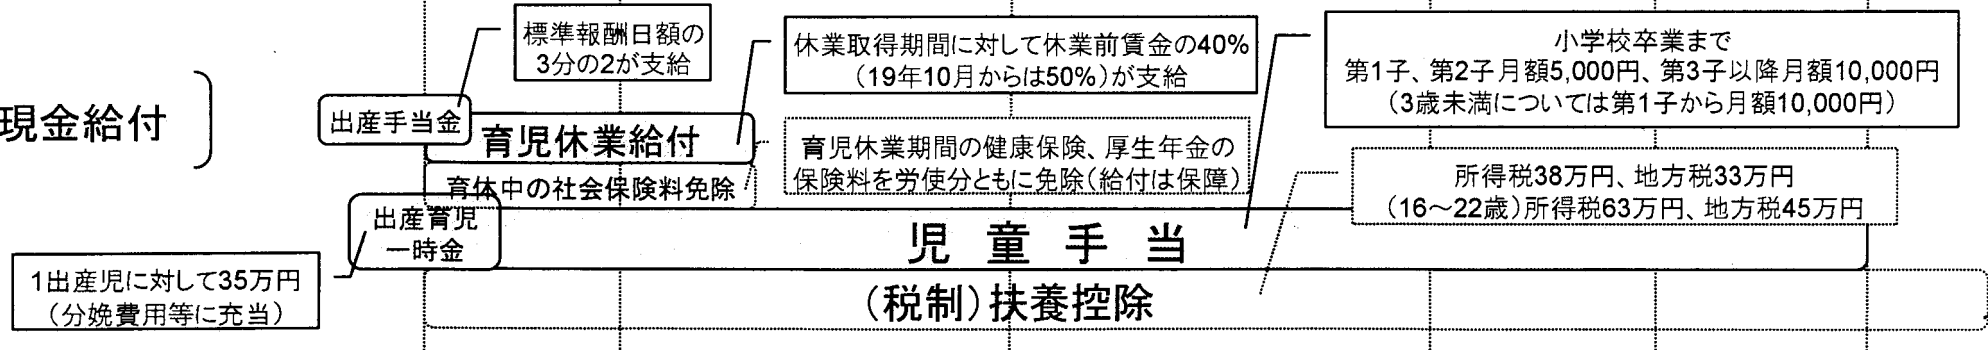 標準報酬日額の
3分の2が支給
休業取得期間に対して休業前賃金の40%
（19年10月からは50%）が支給
小学校卒業まで
第1子、第2子月額5,000円、第3子以降月額10,000円
（3歳未満については第1子から月額10,000円）
現金給付
出産手当金
育児休業給付
育児休業期間の健康保険、厚生年金の
保険料を労使分ともに免除（給付は保障）
育休中の社会保険料免除
所得税38万円、地方税33万円
（16～22歳）所得税63万円、地方税45万円
出産育児
一時金
児童手当
1出産児に対して35万円
（分娩費用等に充当）
（税制）扶養控除